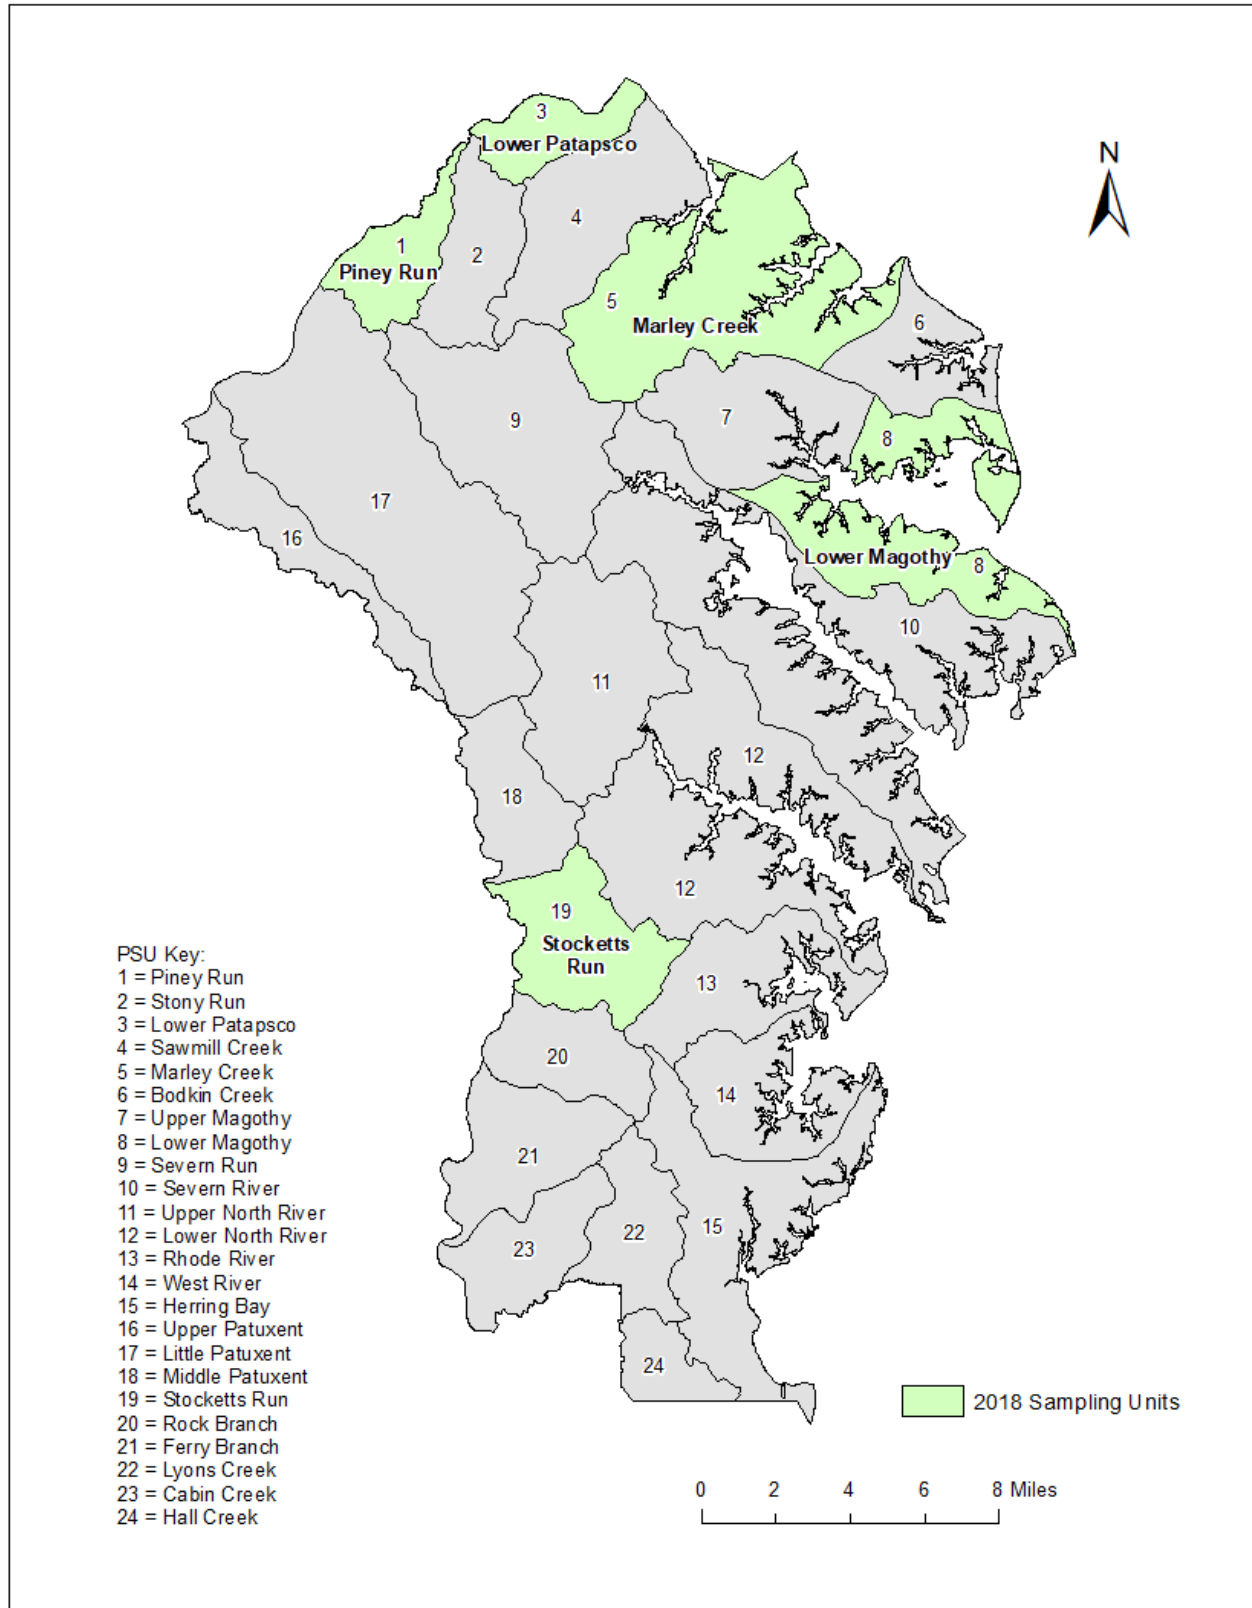 3
Lower Patapsco
N
4
1
Piney Run
2
5
Marley Creek
6
7
8
9
17
16
Lower Magothy
8
10
11
12
18
12
19
Stocketts
Run
13
20
14
21
22
15
23
24
PSU Key:
1 = Piney Run
2 = Stony Run
3 = Lower Patapsco
4 = Sawmill Creek
5 = Marley Creek
6 = Bodkin Creek
7 = Upper Magothy
8 = Lower Magothy
9 = Severn Run
10 = Severn River
11 = Upper North River
12 = Lower North River
13 = Rhode River
14 = West River
15 = Herring Bay
16 = Upper Patuxent
17 = Little Patuxent
18 = Middle Patuxent
19 = Stocketts Run
20 = Rock Branch
21 = Ferry Branch
22 = Lyons Creek
23 = Cabin Creek
24 = Hall Creek
2018 Sampling Units
0 2 4 6 8 Miles